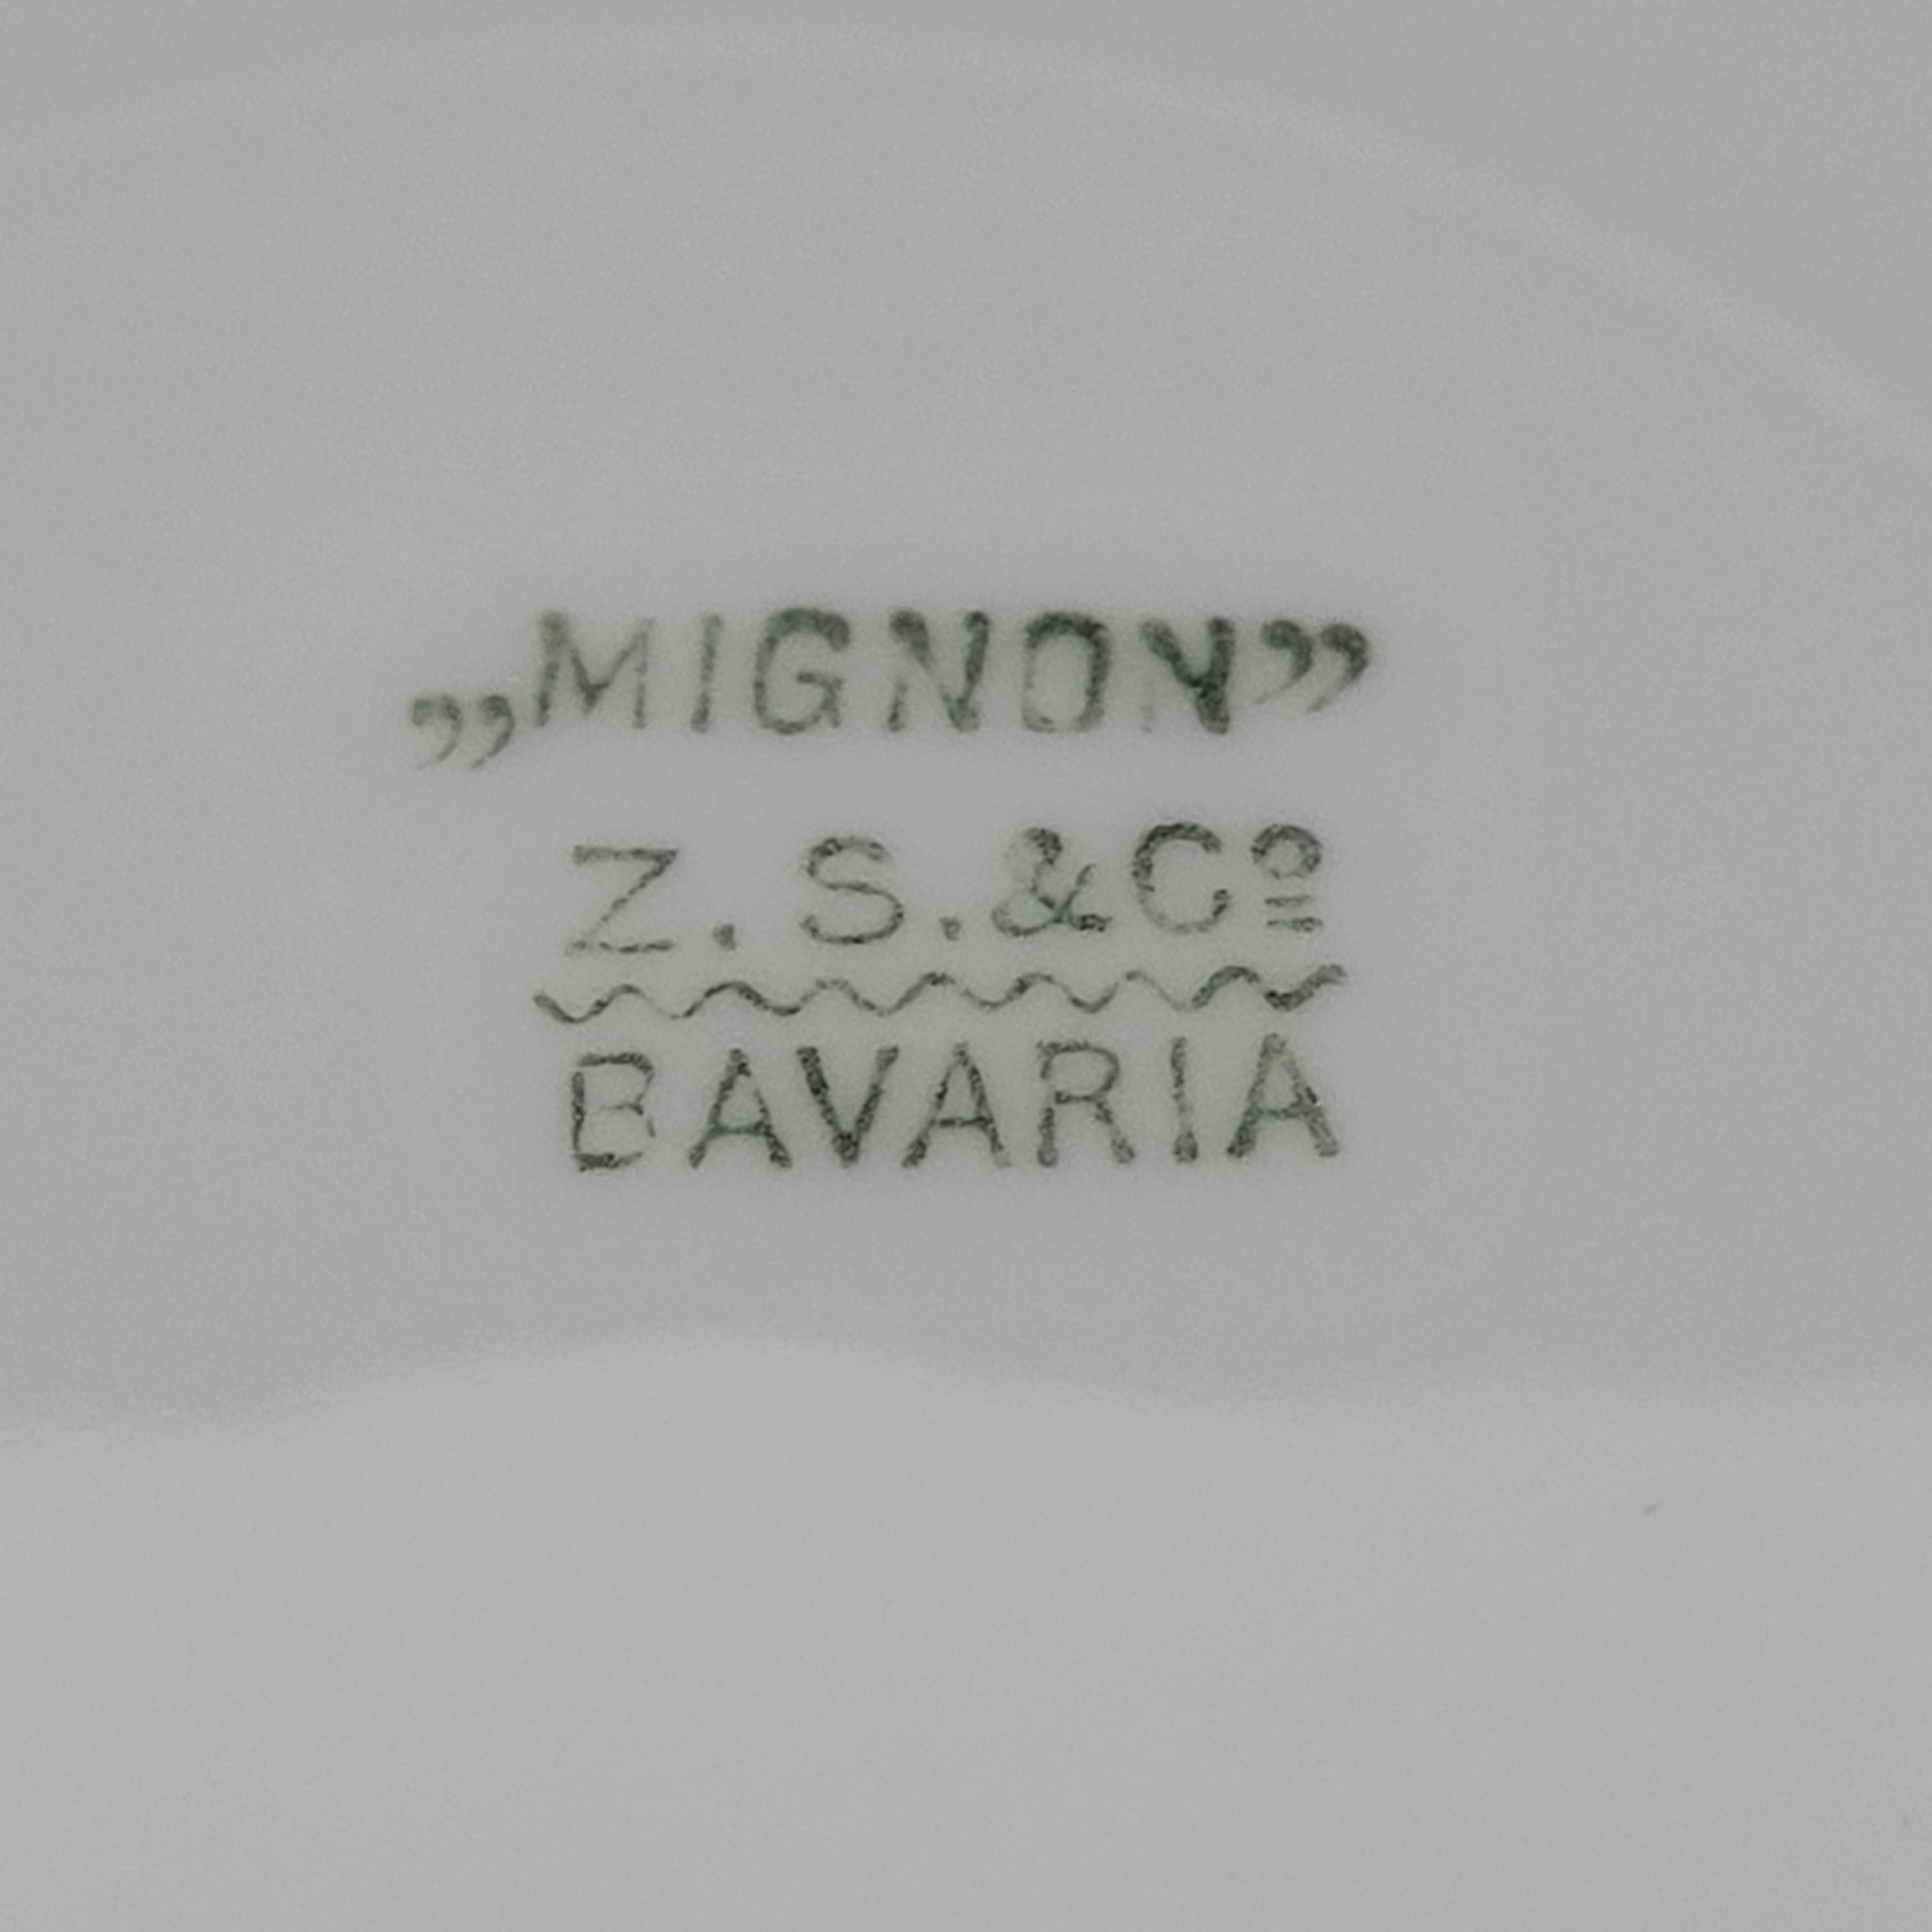 „MIGNON”
Z.S.&Cº
BAVARIA